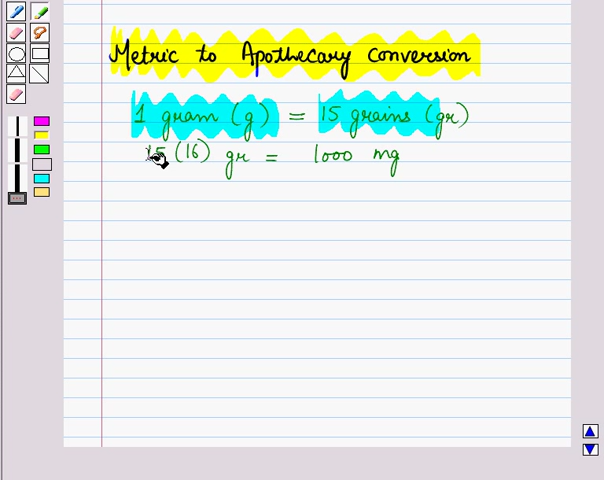 Metric to Apothecary Conversion
1 gram (g) = 15 grains (gr)
15 (16) gr = 1000 mg